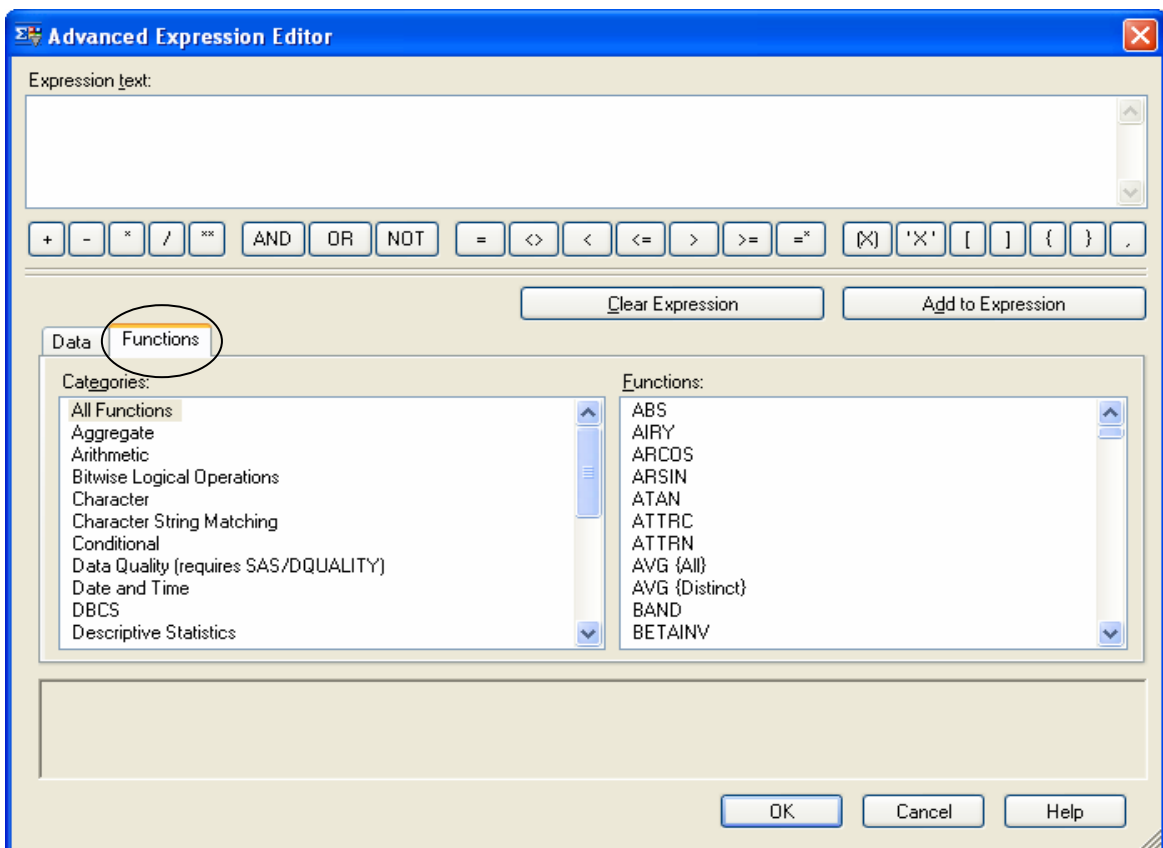 Advanced Expression Editor
Expression text:
+ - * / ** AND OR NOT = <> < <= > >= =* (X) 'X' [ ] { } ,
Clear Expression Add to Expression
Data Functions
Categories: Functions:
All Functions ABS
Aggregate AIRY
Arithmetic ARCOS
Bitwise Logical Operations ARSIN
Character ATAN
Character String Matching ATTRC
Conditional ATTRN
Data Quality (requires SAS/DQUALITY) AVG {All}
Date and Time AVG {Distinct}
DBCS BAND
Descriptive Statistics BETAINV
OK Cancel Help